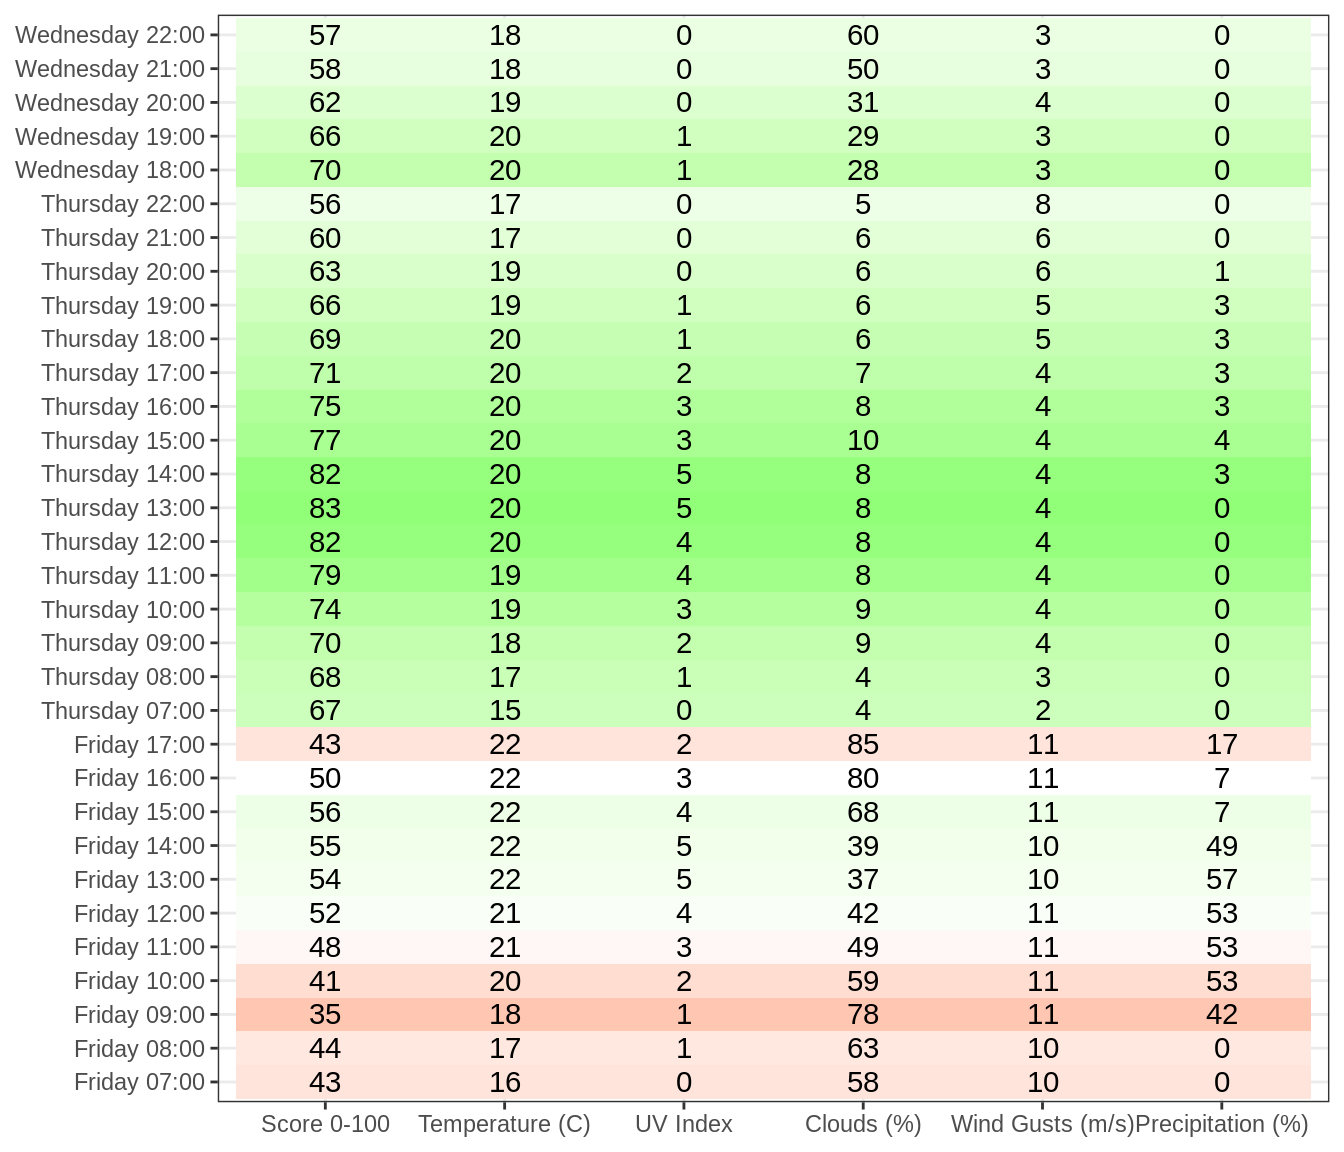 Wednesday 22:00 57 18 0 60 3 0
Wednesday 21:00 58 18 0 50 3 0
Wednesday 20:00 62 19 0 31 4 0
Wednesday 19:00 66 20 1 29 3 0
Wednesday 18:00 70 20 1 28 3 0
Thursday 22:00 56 17 0 5 8 0
Thursday 21:00 60 17 0 6 6 0
Thursday 20:00 63 19 0 6 6 1
Thursday 19:00 66 19 1 6 5 3
Thursday 18:00 69 20 1 6 5 3
Thursday 17:00 71 20 2 7 4 3
Thursday 16:00 75 20 3 8 4 3
Thursday 15:00 77 20 3 10 4 4
Thursday 14:00 82 20 5 8 4 3
Thursday 13:00 83 20 5 8 4 0
Thursday 12:00 82 20 4 8 4 0
Thursday 11:00 79 19 4 8 4 0
Thursday 10:00 74 19 3 9 4 0
Thursday 09:00 70 18 2 9 4 0
Thursday 08:00 68 17 1 4 3 0
Thursday 07:00 67 15 0 4 2 0
Friday 17:00 43 22 2 85 11 17
Friday 16:00 50 22 3 80 11 7
Friday 15:00 56 22 4 68 11 7
Friday 14:00 55 22 5 39 10 49
Friday 13:00 54 22 5 37 10 57
Friday 12:00 52 21 4 42 11 53
Friday 11:00 48 21 3 49 11 53
Friday 10:00 41 20 2 59 11 53
Friday 09:00 35 18 1 78 11 42
Friday 08:00 44 17 1 63 10 0
Friday 07:00 43 16 0 58 10 0
Score 0-100 Temperature (C) UV Index Clouds (%) Wind Gusts (m/s) Precipitation (%)